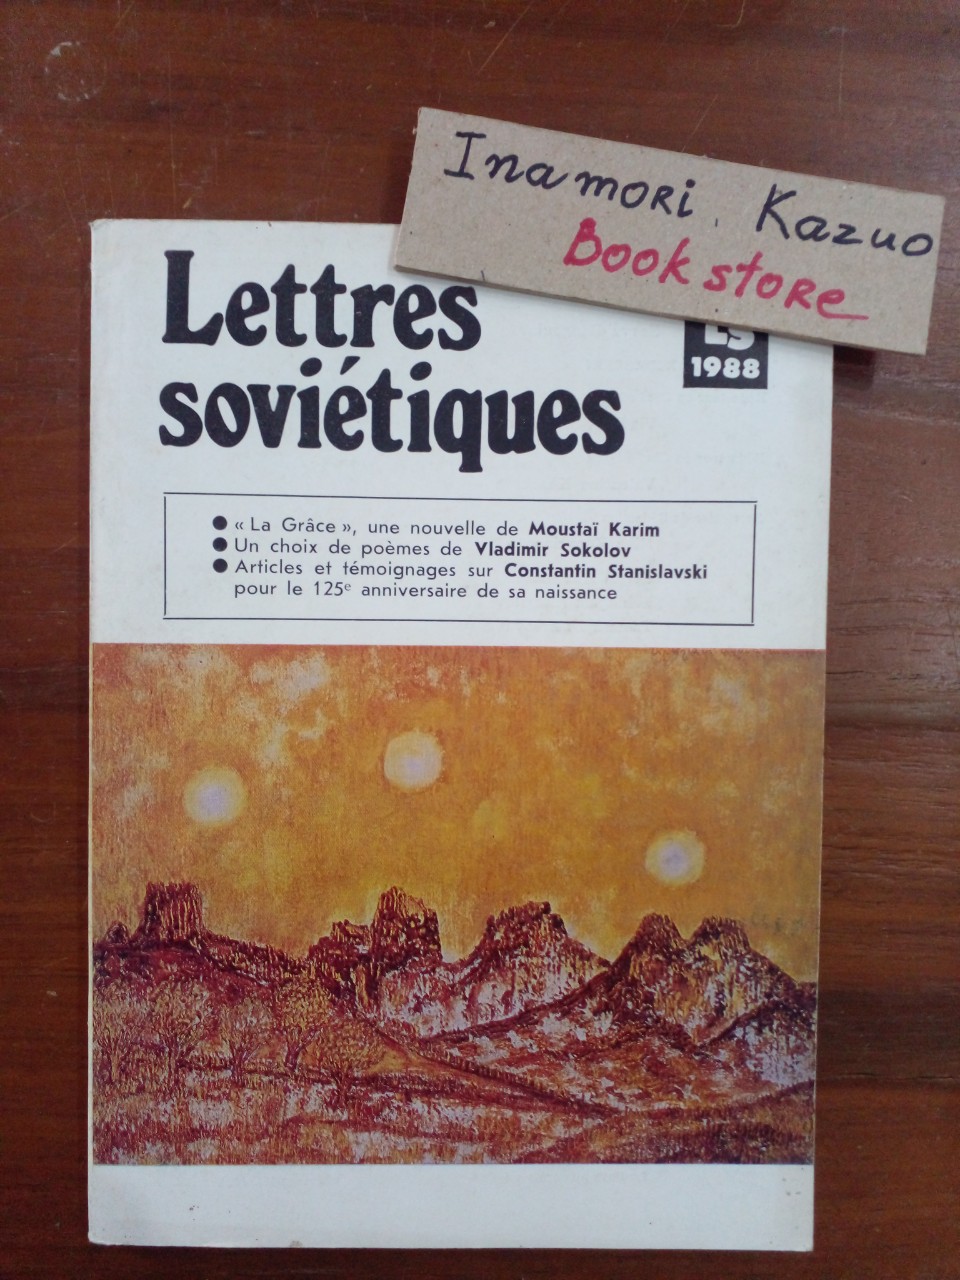 Inamori Kazuo
Book store
Lettres
soviétiques
1988
● « La Grâce », une nouvelle de Moustaï Karim
● Un choix de poèmes de Vladimir Sokolov
● Articles et témoignages sur Constantin Stanislavski
pour le 125e anniversaire de sa naissance